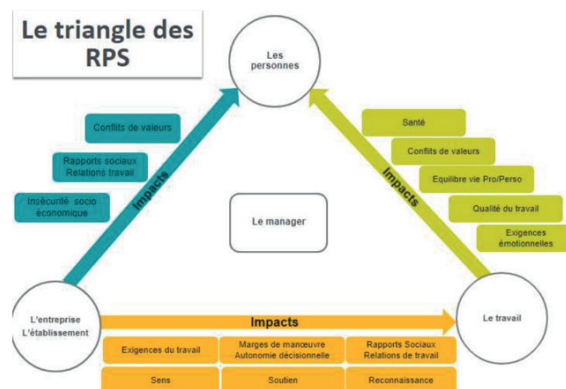 Le triangle des
RPS
Les
personnes
Conflits de valeurs
Rapports sociaux
Relations travail
Insécurité socio
économique
Impacts
Santé
Conflits de valeurs
Equilibre vie Pro/Perso
Qualité du travail
Exigences
émotionnelles
Impacts
Le manager
L'entreprise
L'établissement
Impacts
Le travail
Exigences du travail
Marges de manœuvre
Autonomie décisionnelle
Rapports Sociaux
Relations de travail
Sens
Soutien
Reconnaissance